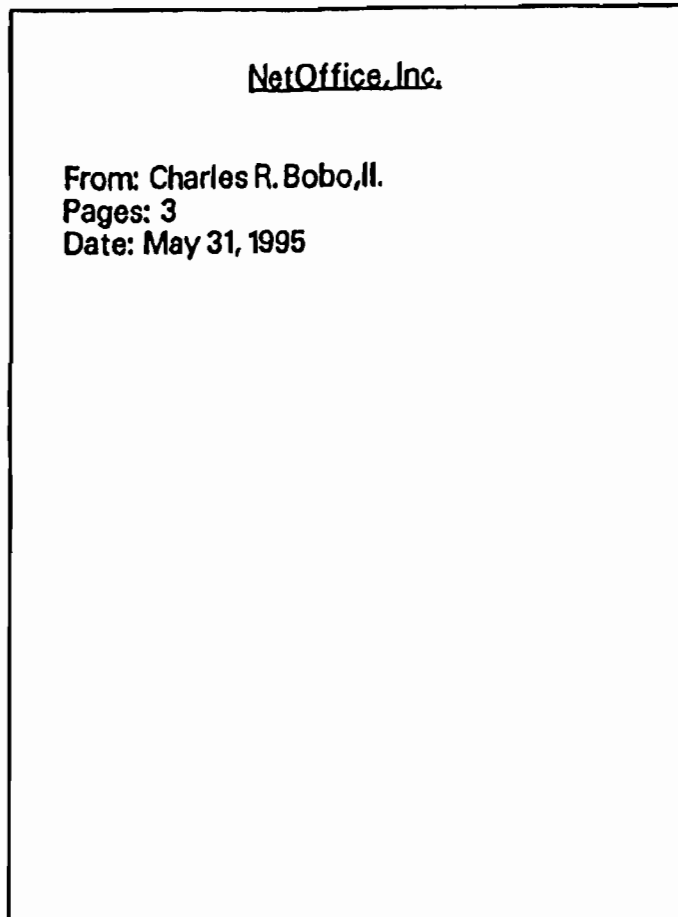 NetOffice, Inc.
From: Charles R. Bobo,II.
Pages: 3
Date: May 31, 1995